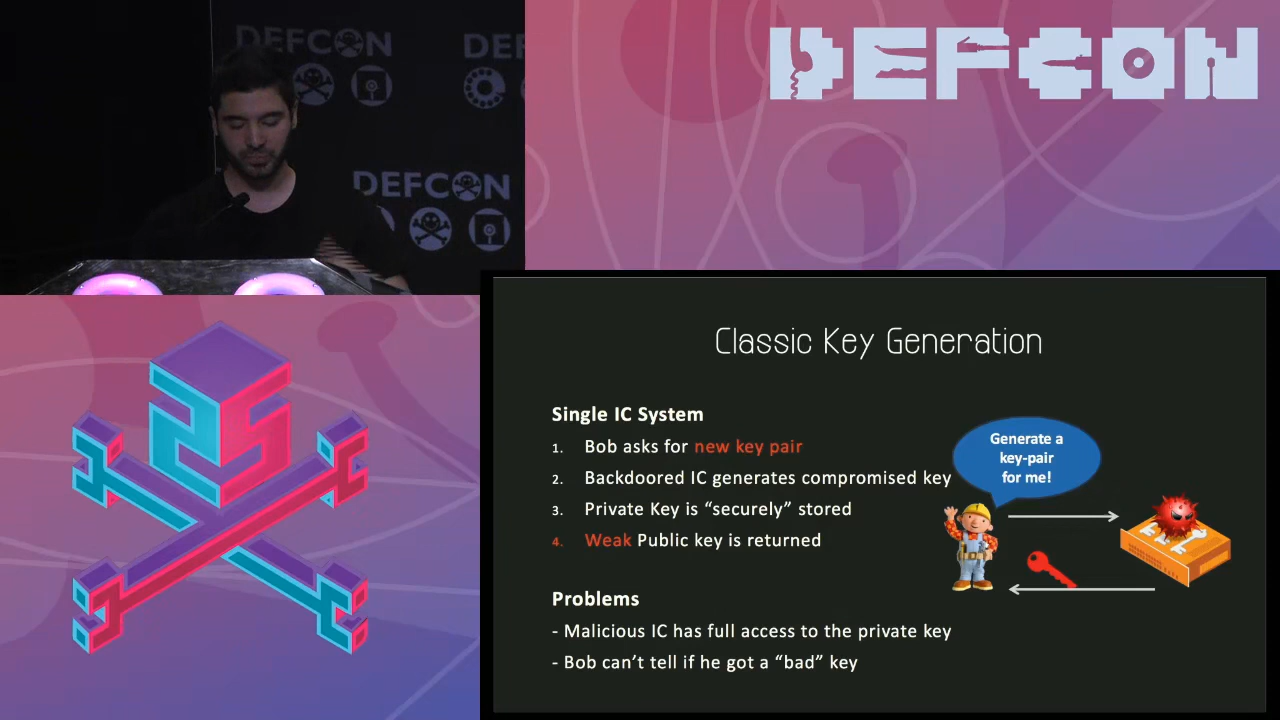 DEFCON
DEF
DEFCON
DEFCON
25
Classic Key Generation
Single IC System
1. Bob asks for new key pair
2. Backdoored IC generates compromised key
3. Private Key is “securely” stored
4. Weak Public key is returned
Generate a
key-pair
for me!
Problems
- Malicious IC has full access to the private key
- Bob can’t tell if he got a “bad” key